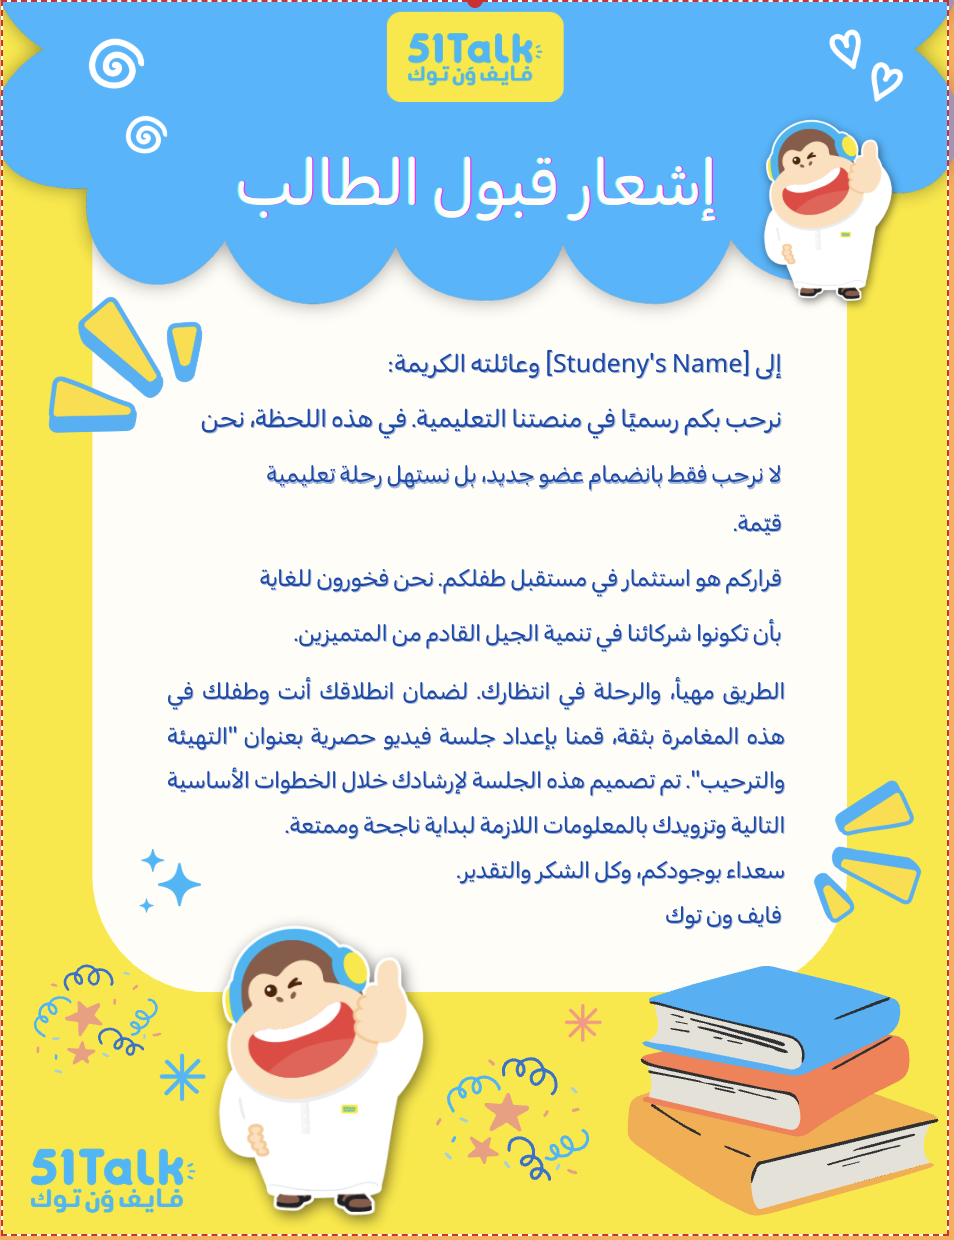 51Talk
فايف وَن توك
إشعار قبول الطالب
إلى [Studeny's Name] وعائلته الكريمة:
نرحب بكم رسميًا في منصتنا التعليمية. في هذه اللحظة، نحن
لا نرحب فقط بانضمام عضو جديد، بل نستهل رحلة تعليمية
قيّمة.
قراركم هو استثمار في مستقبل طفلكم. نحن فخورون للغاية
بأن تكونوا شركائنا في تنمية الجيل القادم من المتميزين.
الطريق مهيأ، والرحلة في انتظارك. لضمان انطلاقك أنت وطفلك في
هذه المغامرة بثقة، قمنا بإعداد جلسة فيديو حصرية بعنوان "التهيئة
والترحيب". تم تصميم هذه الجلسة لإرشادك خلال الخطوات الأساسية
التالية وتزويدك بالمعلومات اللازمة لبداية ناجحة وممتعة.
سعداء بوجودكم، وكل الشكر والتقدير.
فايف ون توك
51Talk
فايف وَن توك